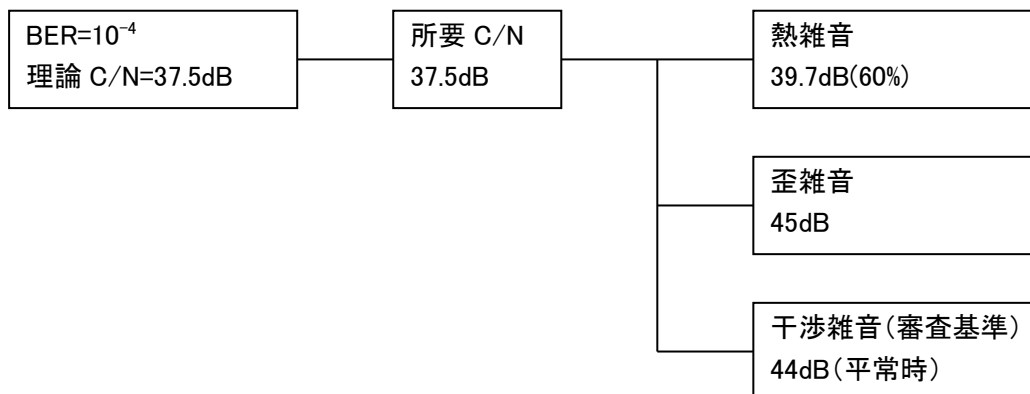 BER=10⁻⁴
理論 C/N=37.5dB
所要 C/N
37.5dB
熱雑音
39.7dB(60%)
歪雑音
45dB
干渉雑音(審査基準)
44dB(平常時)